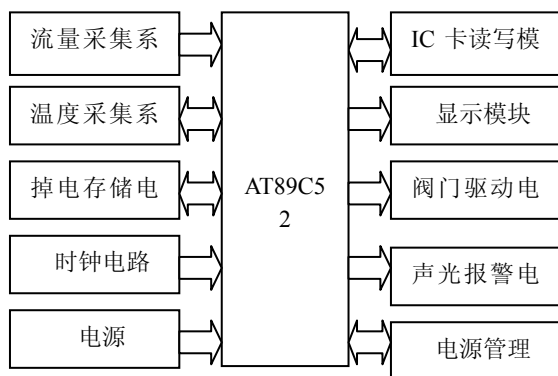 流量采集系
温度采集系
掉电存储电
时钟电路
电源
AT89C5
2
IC 卡读写模
显示模块
阀门驱动电
声光报警电
电源管理